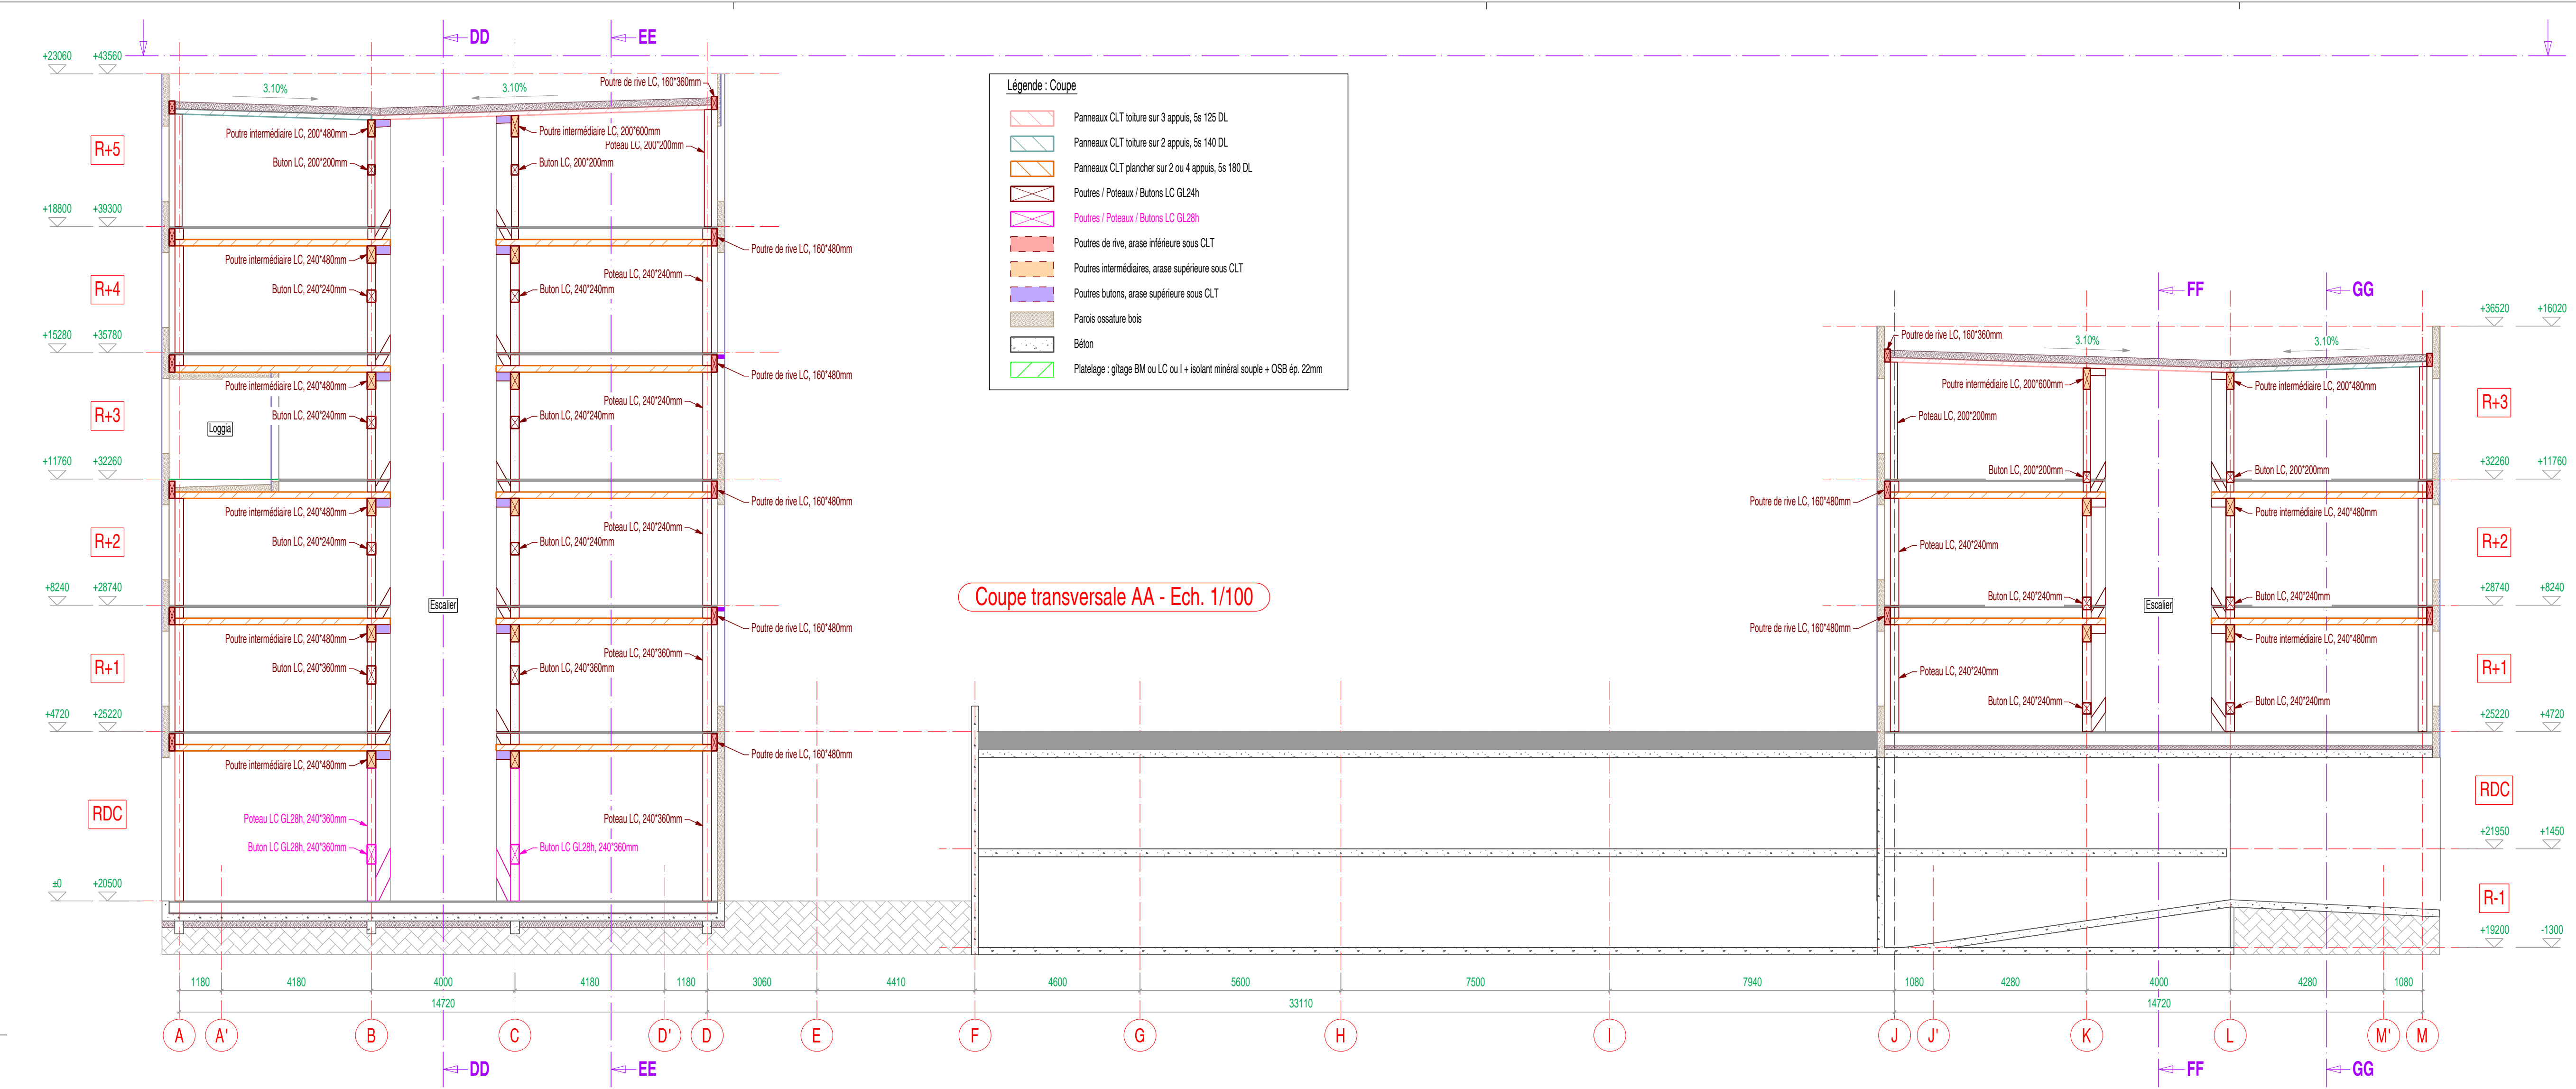 DD
EE
+23060 +43560
Poutre de rive LC, 160*360mm
3.10%
3.10%
Poutre intermédiaire LC, 200*480mm
Poutre intermédiaire LC, 200*600mm
Poteau LC, 200*200mm
R+5
Buton LC, 200*200mm
Buton LC, 200*200mm
+18800 +39300
Poutre de rive LC, 160*480mm
Poutre intermédiaire LC, 240*480mm
Poteau LC, 240*240mm
R+4
Buton LC, 240*240mm
Buton LC, 240*240mm
+15280 +35780
Poutre de rive LC, 160*480mm
Poutre intermédiaire LC, 240*480mm
Poteau LC, 240*240mm
R+3
Buton LC, 240*240mm
Buton LC, 240*240mm
Loggia
+11760 +32260
Poutre de rive LC, 160*480mm
Poutre intermédiaire LC, 240*480mm
Poteau LC, 240*240mm
R+2
Buton LC, 240*240mm
Buton LC, 240*240mm
+8240 +28740
Escalier
Poutre de rive LC, 160*480mm
Poutre intermédiaire LC, 240*480mm
Poteau LC, 240*360mm
R+1
Buton LC, 240*360mm
Buton LC, 240*360mm
+4720 +25220
Poutre de rive LC, 160*480mm
Poutre intermédiaire LC, 240*480mm
RDC
Poteau LC GL28h, 240*360mm
Poteau LC, 240*360mm
Buton LC GL28h, 240*360mm
Buton LC GL28h, 240*360mm
±0 +20500
Légende : Coupe
Panneaux CLT toiture sur 3 appuis, 5s 125 DL
Panneaux CLT toiture sur 2 appuis, 5s 140 DL
Panneaux CLT plancher sur 2 ou 4 appuis, 5s 180 DL
Poutres / Poteaux / Butons LC GL24h
Poutres / Poteaux / Butons LC GL28h
Poutres de rive, arase inférieure sous CLT
Poutres intermédiaires, arase supérieure sous CLT
Poutres butons, arase supérieure sous CLT
Parois ossature bois
Béton
Platelage : gîtage BM ou LC ou I + isolant minéral souple + OSB ép. 22mm
Coupe transversale AA - Ech. 1/100
FF
GG
+36520 +16020
Poutre de rive LC, 160*360mm
3.10%
3.10%
Poutre intermédiaire LC, 200*600mm
Poutre intermédiaire LC, 200*480mm
R+3
Poteau LC, 200*200mm
Buton LC, 200*200mm
Buton LC, 200*200mm
+32260 +11760
Poutre de rive LC, 160*480mm
Poutre intermédiaire LC, 240*480mm
R+2
Poteau LC, 240*240mm
Buton LC, 240*240mm
Buton LC, 240*240mm
+28740 +8240
Escalier
Poutre de rive LC, 160*480mm
Poutre intermédiaire LC, 240*480mm
R+1
Poteau LC, 240*240mm
Buton LC, 240*240mm
Buton LC, 240*240mm
+25220 +4720
RDC
+21950 +1450
R-1
+19200 -1300
1180 4180 4000 4180 1180 3060 4410 4600 5600 7500 7940 1080 4280 4000 4280 1080
14720 33110 14720
A A' B C D' D E F G H I J J' K L M' M
DD
EE
FF
GG